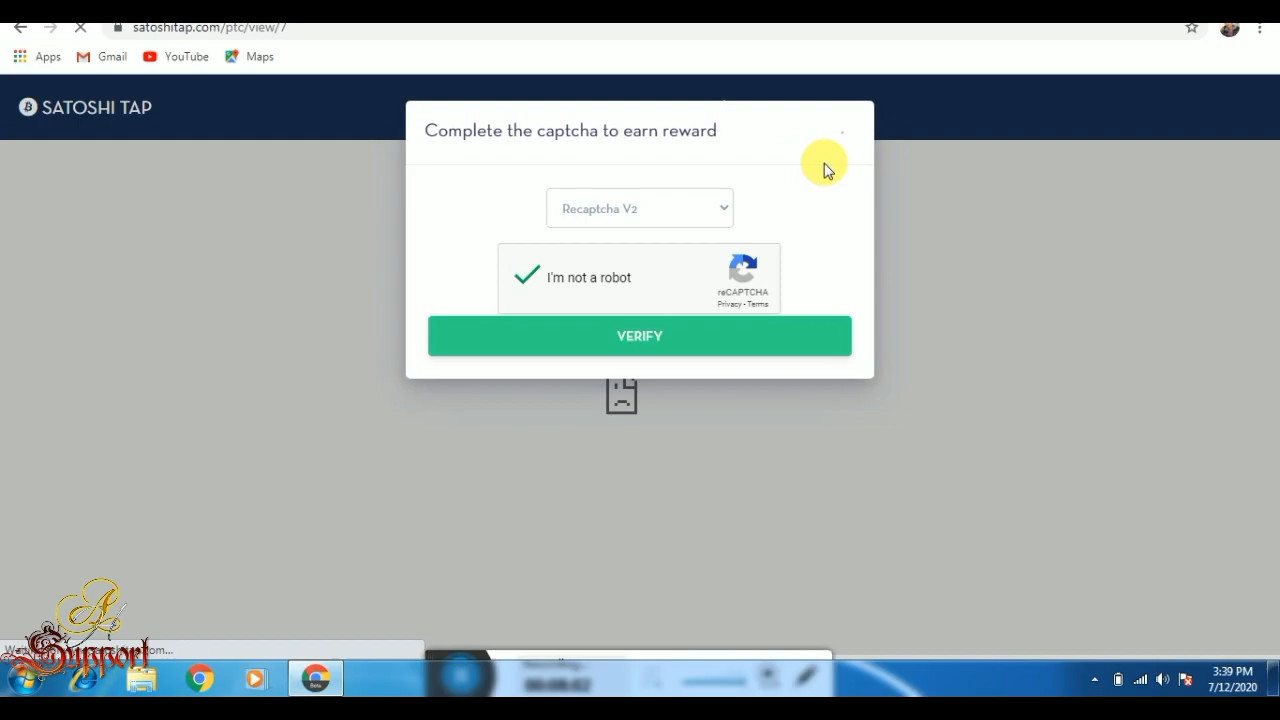 satoshitap.com/ptc/view/7
Apps
Gmail
YouTube
Maps
SATOSHI TAP
Complete the captcha to earn reward
Recaptcha V2
I'm not a robot
reCAPTCHA
Privacy - Terms
VERIFY
A
Support
3:39 PM
7/12/2020